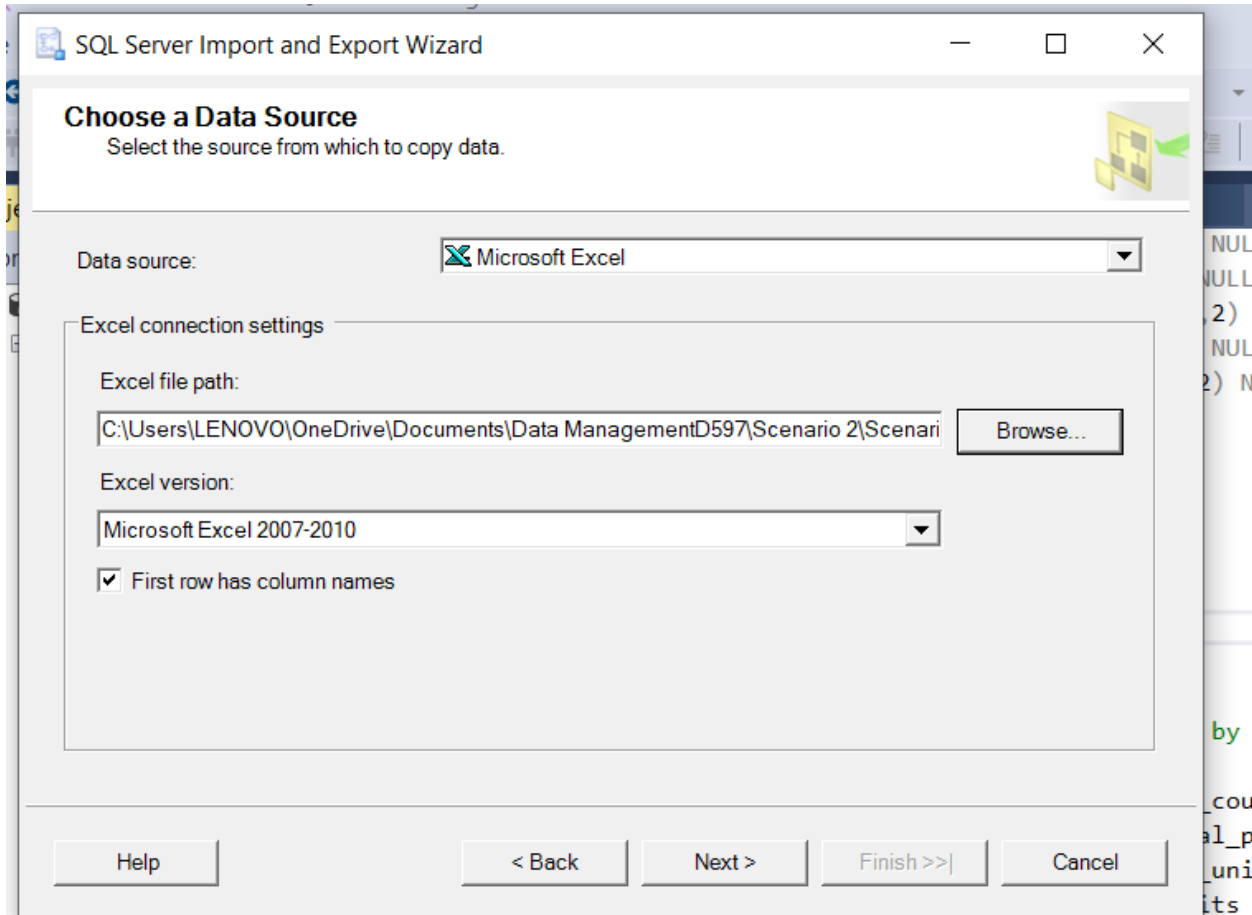 SQL Server Import and Export Wizard
Choose a Data Source
Select the source from which to copy data.
Data source:
Microsoft Excel
Excel connection settings
Excel file path:
C:\Users\LENOVO\OneDrive\Documents\Data ManagementD597\Scenario 2\Scenari
Browse...
Excel version:
Microsoft Excel 2007-2010
First row has column names
Help
< Back
Next >
Finish >>|
Cancel
NUL
NULL
,2)
NUL
2) N
by
_cou
al_p
_uni
its